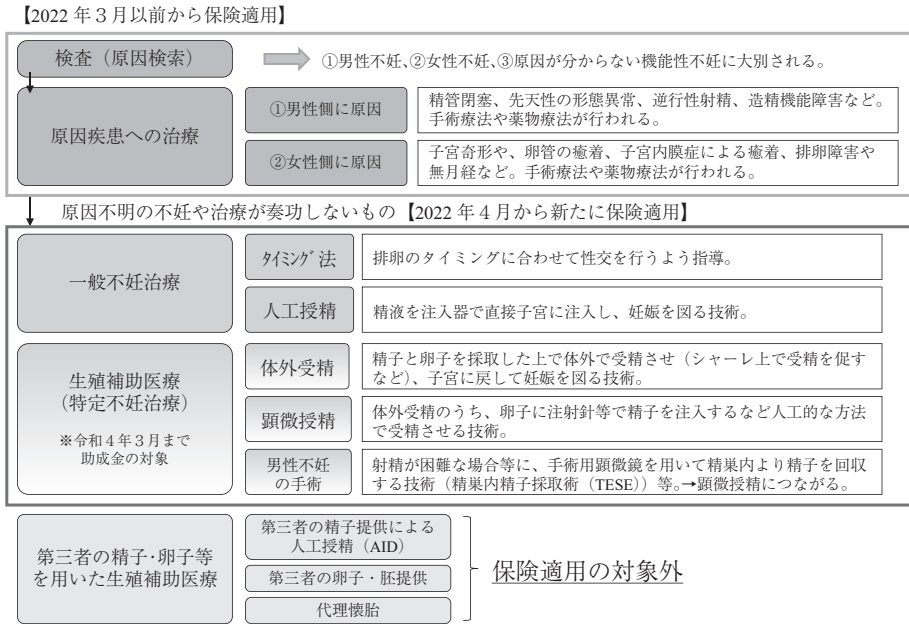 【2022 年３月以前から保険適用】
検査（原因検索）
①男性不妊、②女性不妊、③原因が分からない機能性不妊に大別される。
原因疾患への治療
①男性側に原因
精管閉塞、先天性の形態異常、逆行性射精、造精機能障害など。
手術療法や薬物療法が行われる。
②女性側に原因
子宮奇形や、卵管の癒着、子宮内膜症による癒着、排卵障害や
無月経など。手術療法や薬物療法が行われる。
原因不明の不妊や治療が奏功しないもの【2022 年４月から新たに保険適用】
一般不妊治療
ﾀｲﾐﾝｸﾞ法
排卵のタイミングに合わせて性交を行うよう指導。
人工授精
精液を注入器で直接子宮に注入し、妊娠を図る技術。
生殖補助医療
（特定不妊治療）
※令和４年３月まで
助成金の対象
体外受精
精子と卵子を採取した上で体外で受精させ（シャーレ上で受精を促す
など）、子宮に戻して妊娠を図る技術。
顕微授精
体外受精のうち、卵子に注射針等で精子を注入するなど人工的な方法
で受精させる技術。
男性不妊
の手術
射精が困難な場合等に、手術用顕微鏡を用いて精巣内より精子を回収
する技術（精巣内精子採取術（TESE））等。→顕微授精につながる。
第三者の精子･卵子等
を用いた生殖補助医療
第三者の精子提供による
人工授精（AID）
第三者の卵子・胚提供
代理懐胎
保険適用の対象外